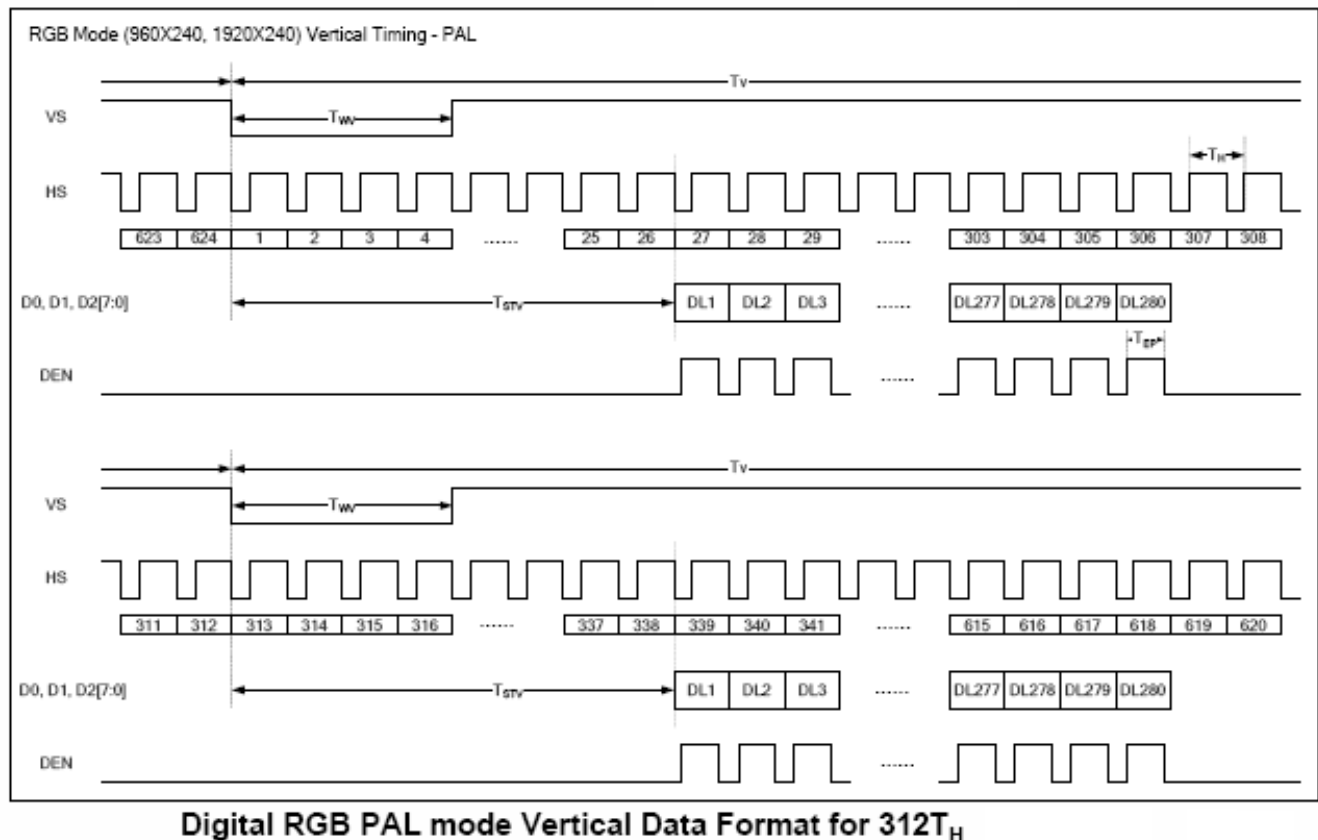 RGB Mode (960X240, 1920X240) Vertical Timing - PAL
Tv
VS
TWV
TH
HS
623 624 1 2 3 4 ...... 25 26 27 28 29 ...... 303 304 305 306 307 308
D0, D1, D2[7:0]
TSTV
DL1 DL2 DL3 ...... DL277 DL278 DL279 DL280
TEP
DEN
......
Tv
VS
TWV
HS
311 312 313 314 315 316 ...... 337 338 339 340 341 ...... 615 616 617 618 619 620
D0, D1, D2[7:0]
TSTV
DL1 DL2 DL3 ...... DL277 DL278 DL279 DL280
DEN
......
Digital RGB PAL mode Vertical Data Format for 312TH